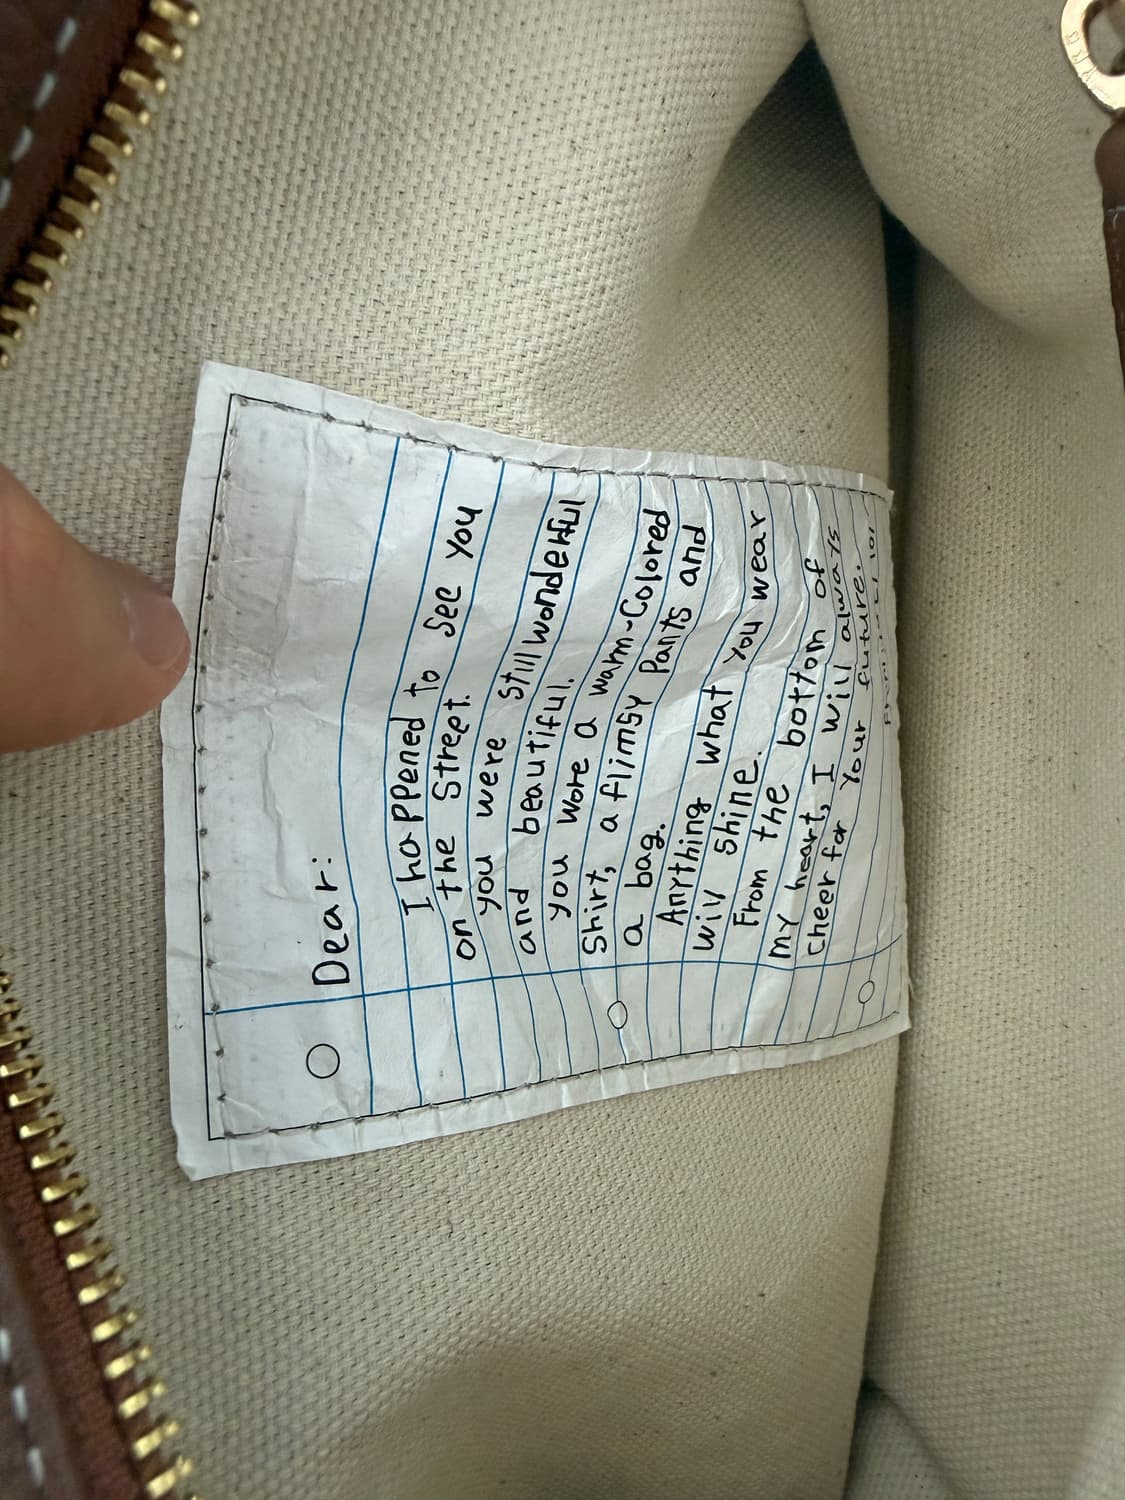 Dear:
I happened to see you
on the street.
you were still wonderful
and beautiful.
you wore a warm-colored
shirt, a flimsy pants and
a bag.
Anything what you wear
wiv shine.
From the bottom of
my heart, I will always
cheer for your future.